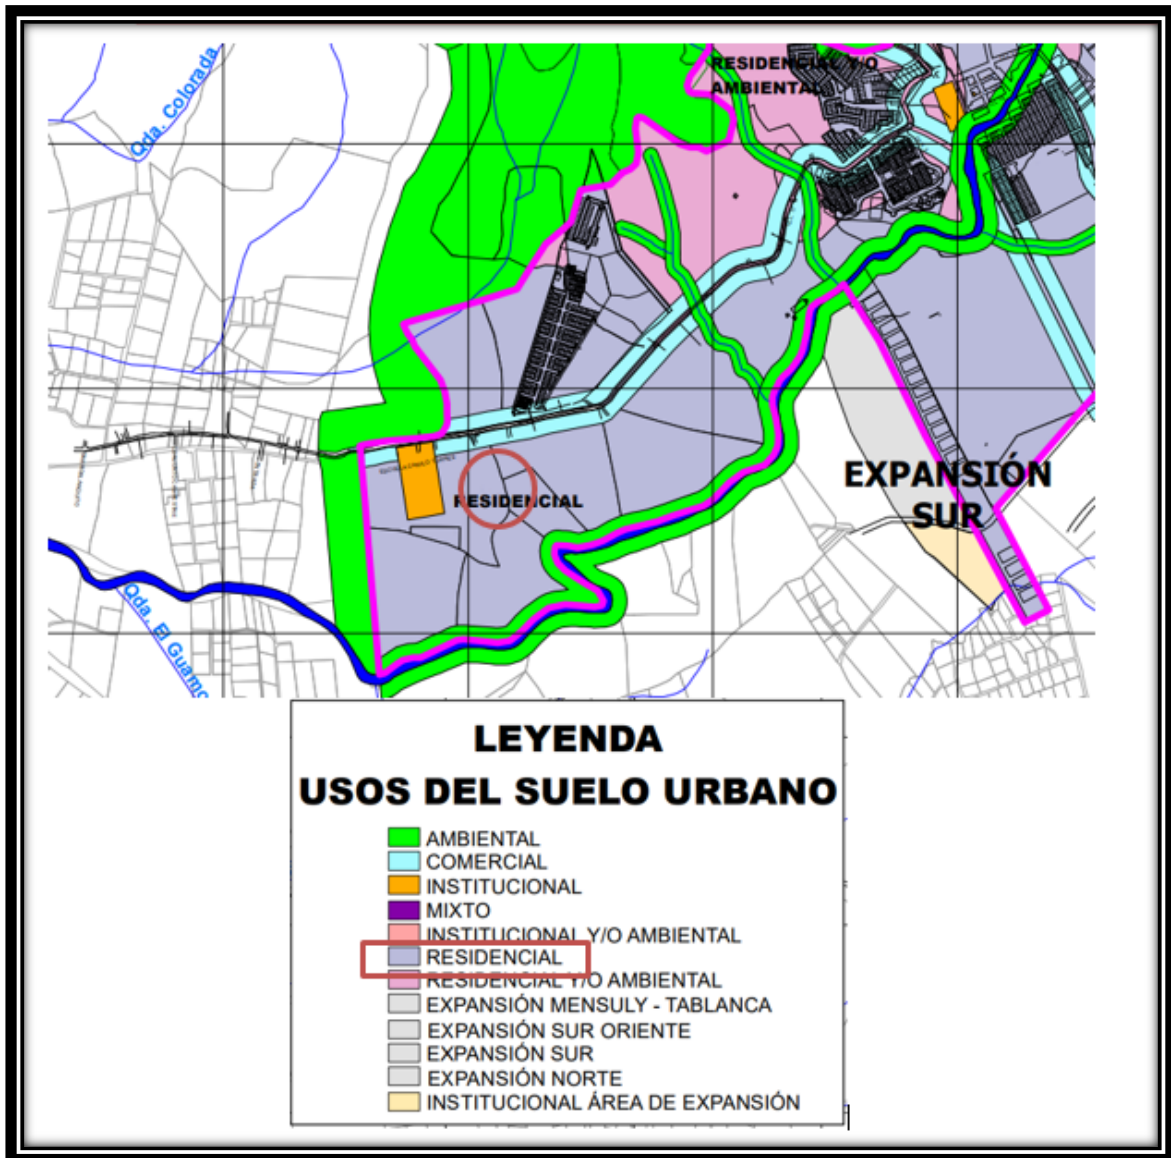 Qda. Colorada
RESIDENCIAL Y/O
AMBIENTAL
EXPANSIÓN
SUR
RESIDENCIAL
Qda. El Guamo
LEYENDA
USOS DEL SUELO URBANO
AMBIENTAL
COMERCIAL
INSTITUCIONAL
MIXTO
INSTITUCIONAL Y/O AMBIENTAL
RESIDENCIAL
RESIDENCIAL Y/O AMBIENTAL
EXPANSIÓN MENSULY - TABLANCA
EXPANSIÓN SUR ORIENTE
EXPANSIÓN SUR
EXPANSIÓN NORTE
INSTITUCIONAL ÁREA DE EXPANSIÓN